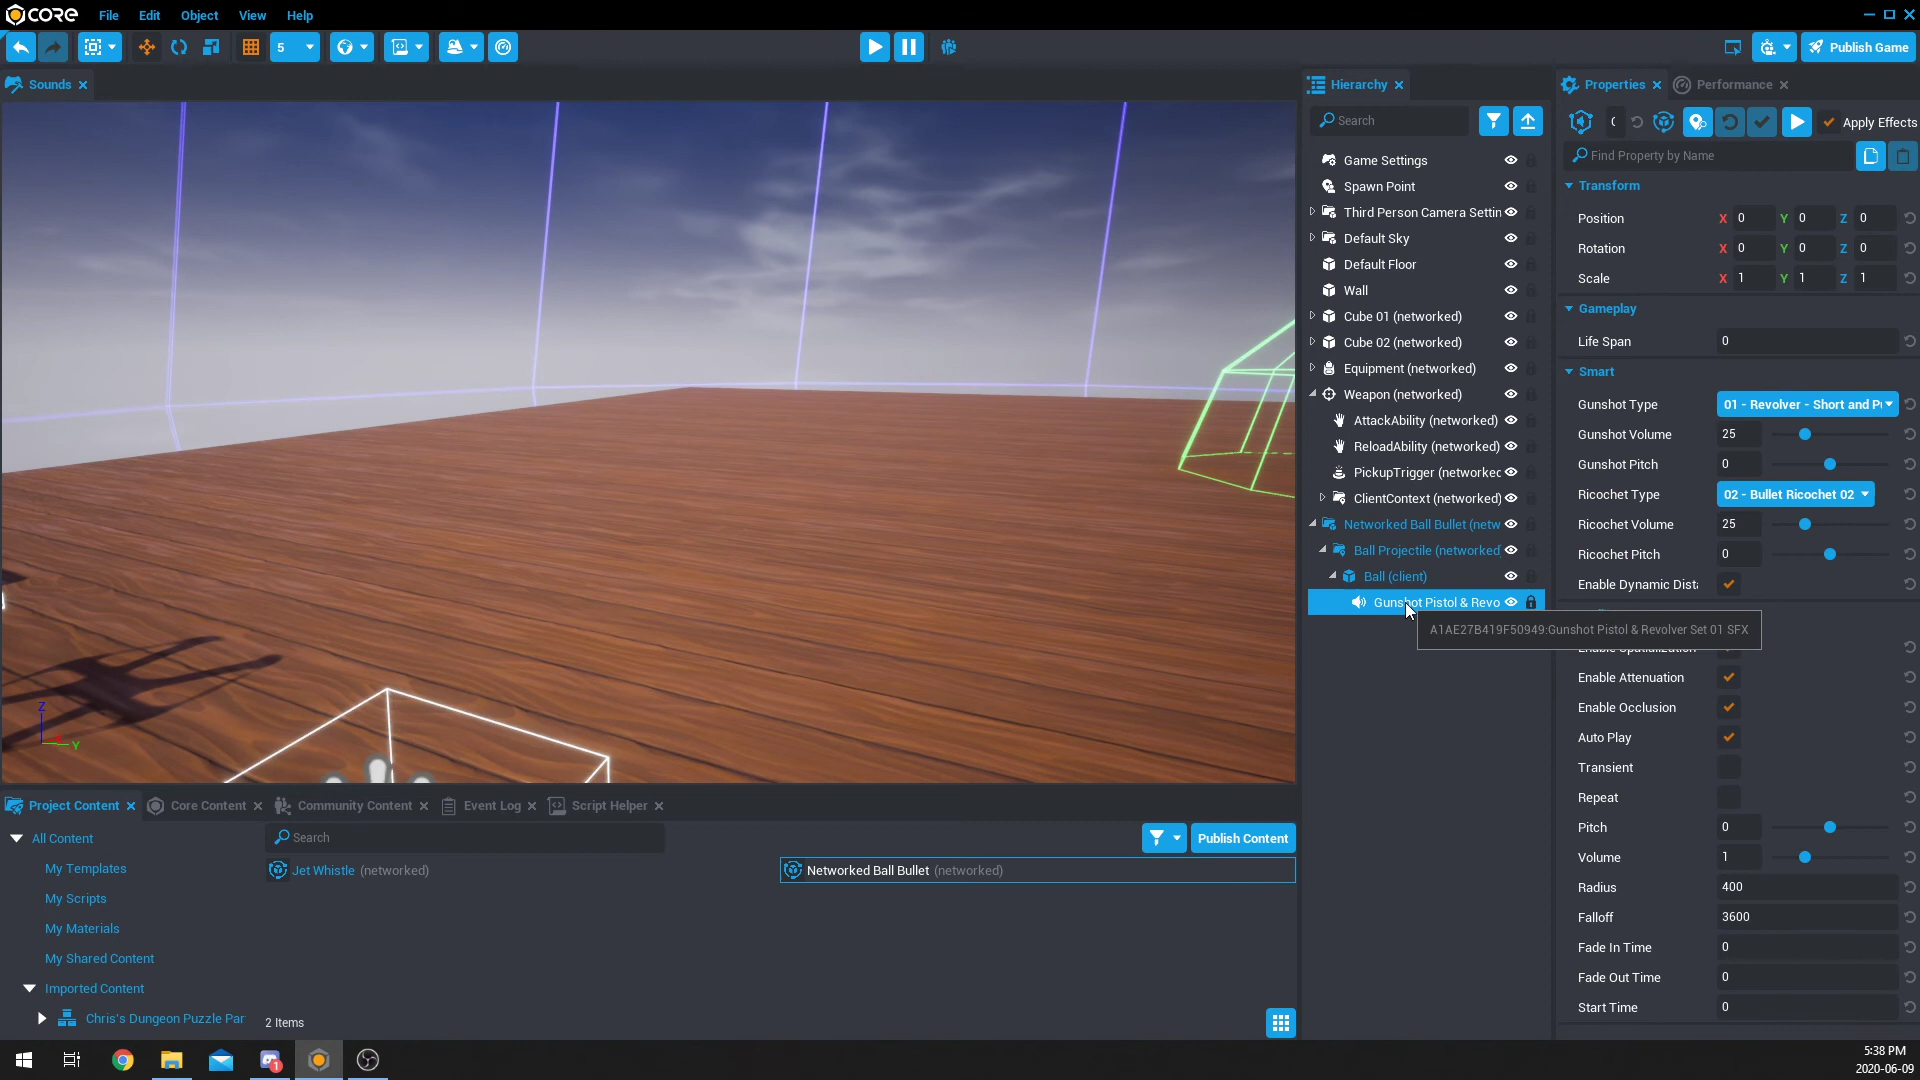 CORE File Edit Object View Help
5 Publish Game
Sounds
Hierarchy
Search
Game Settings
Spawn Point
Third Person Camera Settin
Default Sky
Default Floor
Wall
Cube 01 (networked)
Cube 02 (networked)
Equipment (networked)
Weapon (networked)
AttackAbility (networked)
ReloadAbility (networked)
PickupTrigger (networkec
ClientContext (networked)
Networked Ball Bullet (netw
Ball Projectile (networked
Ball (client)
Gunshot Pistol & Revo
A1AE27B419F50949:Gunshot Pistol & Revolver Set 01 SFX
Properties Performance
Apply Effects
Find Property by Name
Transform
Position X 0 Y 0 Z 0
Rotation X 0 Y 0 Z 0
Scale X 1 Y 1 Z 1
Gameplay
Life Span 0
Smart
Gunshot Type 01 - Revolver - Short and P
Gunshot Volume 25
Gunshot Pitch 0
Ricochet Type 02 - Bullet Ricochet 02
Ricochet Volume 25
Ricochet Pitch 0
Enable Dynamic Dista
Enable Spatialization
Enable Attenuation
Enable Occlusion
Auto Play
Transient
Repeat
Pitch 0
Volume 1
Radius 400
Falloff 3600
Fade In Time 0
Fade Out Time 0
Start Time 0
Z
Y
Project Content Core Content Community Content Event Log Script Helper
All Content
My Templates
My Scripts
My Materials
My Shared Content
Imported Content
Chris's Dungeon Puzzle Par
Search
Publish Content
Jet Whistle (networked)
Networked Ball Bullet (networked)
2 Items
1
5:38 PM
2020-06-09